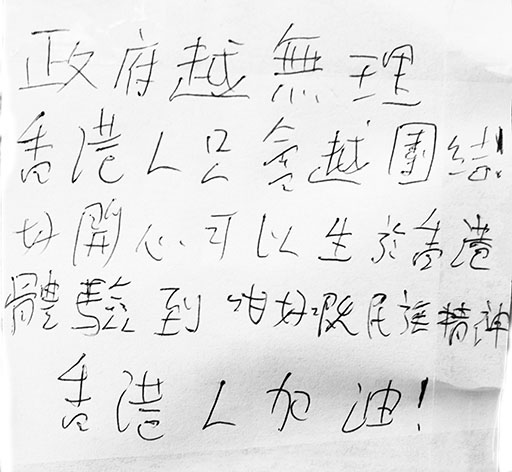 政府越無理
香港人只會越團結!
好開心可以生於香港
體驗到咁好嘅民族精神
香港人加油!